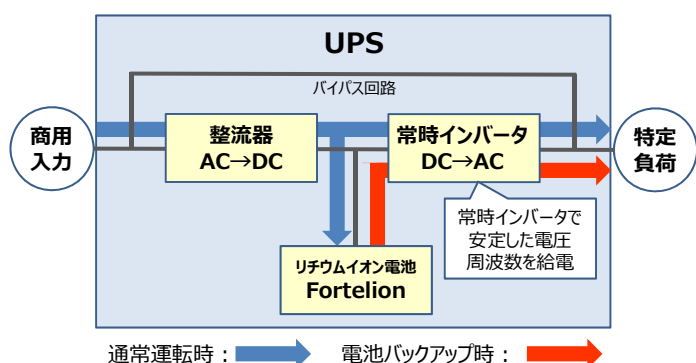 UPS
バイパス回路
商用
入力
整流器
AC→DC
常時インバータ
DC→AC
特定
負荷
常時インバータで
安定した電圧
周波数を給電
リチウムイオン電池
Fortelion
通常運転時： 電池バックアップ時：